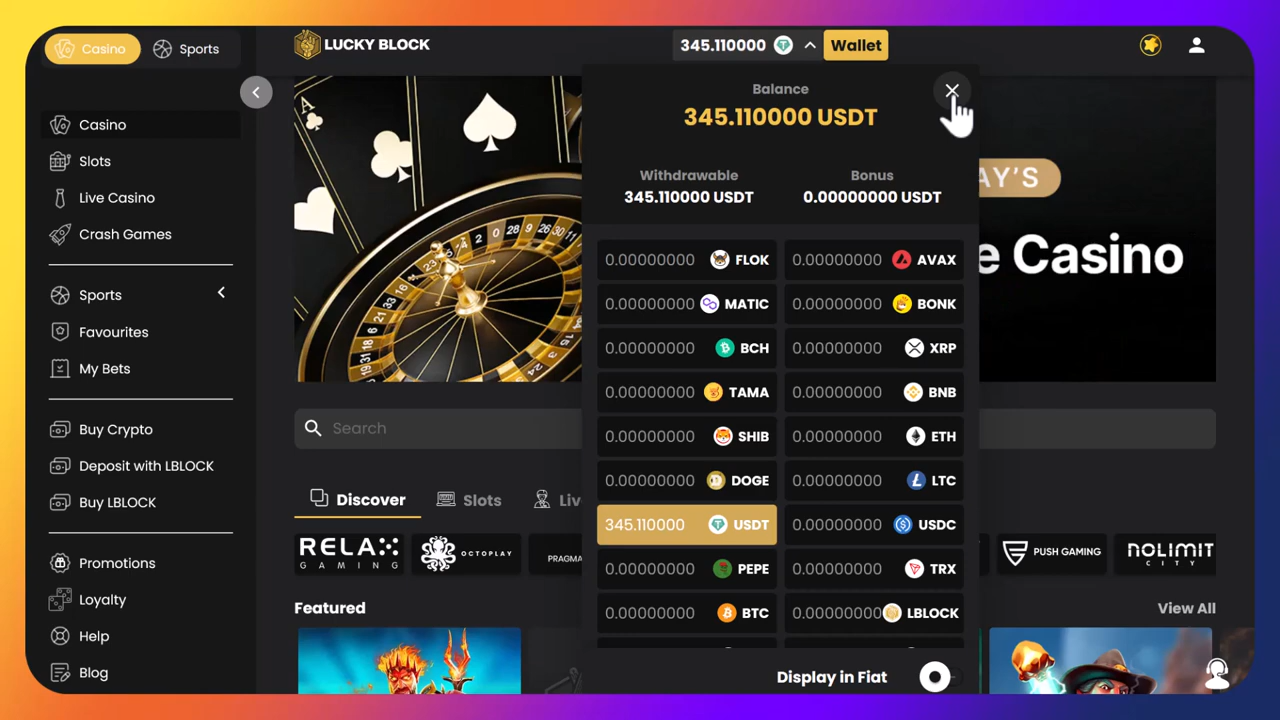 Casino
Sports
LUCKY BLOCK
345.110000
Wallet
Casino
Slots
Live Casino
Crash Games
Sports
Favourites
My Bets
Buy Crypto
Deposit with LBLOCK
Buy LBLOCK
Promotions
Loyalty
Help
Blog
Balance
345.110000 USDT
Withdrawable
345.110000 USDT
Bonus
0.00000000 USDT
0.00000000 FLOK
0.00000000 AVAX
0.00000000 MATIC
0.00000000 BONK
0.00000000 BCH
0.00000000 XRP
0.00000000 TAMA
0.00000000 BNB
0.00000000 SHIB
0.00000000 ETH
0.00000000 DOGE
0.00000000 LTC
345.110000 USDT
0.00000000 USDC
0.00000000 PEPE
0.00000000 TRX
0.00000000 BTC
0.00000000 LBLOCK
Display in Fiat
AY'S
e Casino
Search
Discover
Slots
Liv
RELAX GAMING
OCTOPLAY
PRAGMA
PUSH GAMING
NOLIMIT CITY
Featured
View All